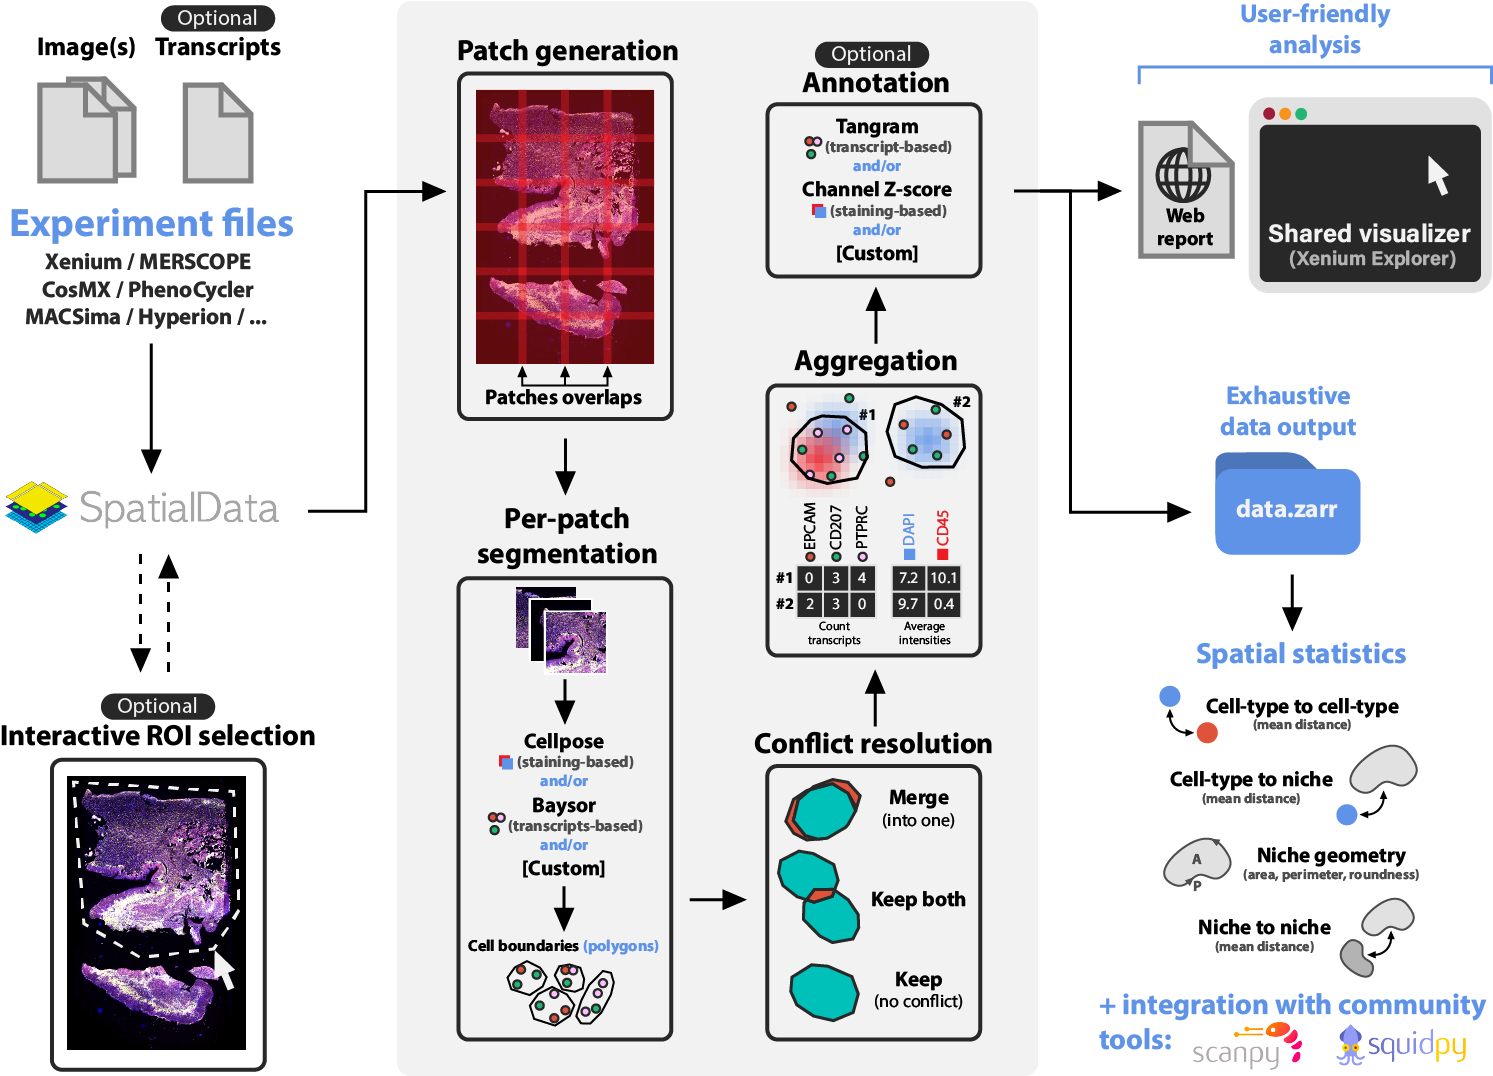 Optional
Image(s)
Transcripts
Experiment files
Xenium / MERSCOPE
CosMX / PhenoCycler
MACSima / Hyperion / ...
SpatialData
Optional
Interactive ROI selection
Patch generation
Patches overlaps
Per-patch
segmentation
Cellpose
(staining-based)
and/or
Baysor
(transcripts-based)
and/or
[Custom]
Cell boundaries (polygons)
Conflict resolution
Merge
(into one)
Keep both
Keep
(no conflict)
Aggregation
#1
#2
EPCAM
CD207
PTPRC
DAPI
CD45
#1 0 3 4 7.2 10.1
#2 2 3 0 9.7 0.4
Count
transcripts
Average
intensities
Optional
Annotation
Tangram
(transcript-based)
and/or
Channel Z-score
(staining-based)
and/or
[Custom]
User-friendly
analysis
Web
report
Shared visualizer
(Xenium Explorer)
Exhaustive
data output
data.zarr
Spatial statistics
Cell-type to cell-type
(mean distance)
Cell-type to niche
(mean distance)
A
P
Niche geometry
(area, perimeter, roundness)
Niche to niche
(mean distance)
+ integration with community
tools:
scanpy
squidpy